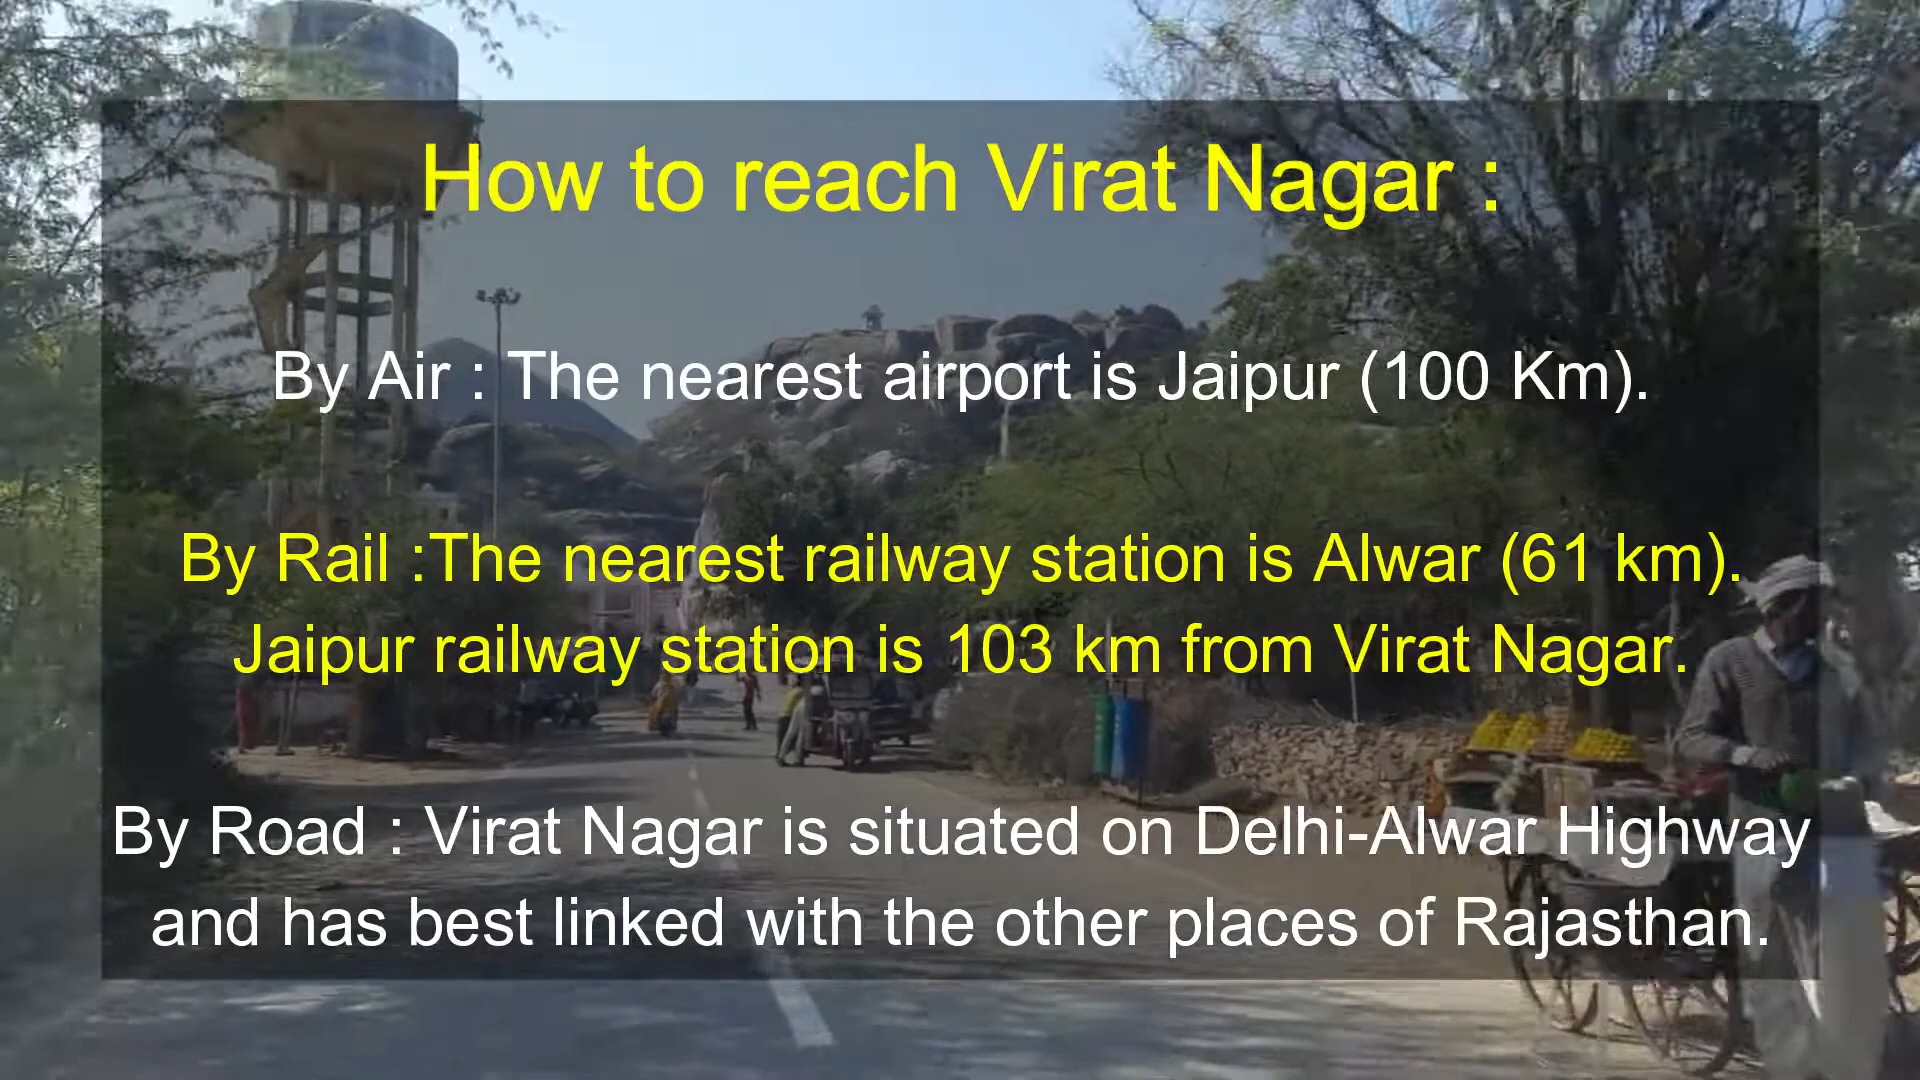 How to reach Virat Nagar :
By Air : The nearest airport is Jaipur (100 Km).
By Rail :The nearest railway station is Alwar (61 km).
Jaipur railway station is 103 km from Virat Nagar.
By Road : Virat Nagar is situated on Delhi-Alwar Highway
and has best linked with the other places of Rajasthan.